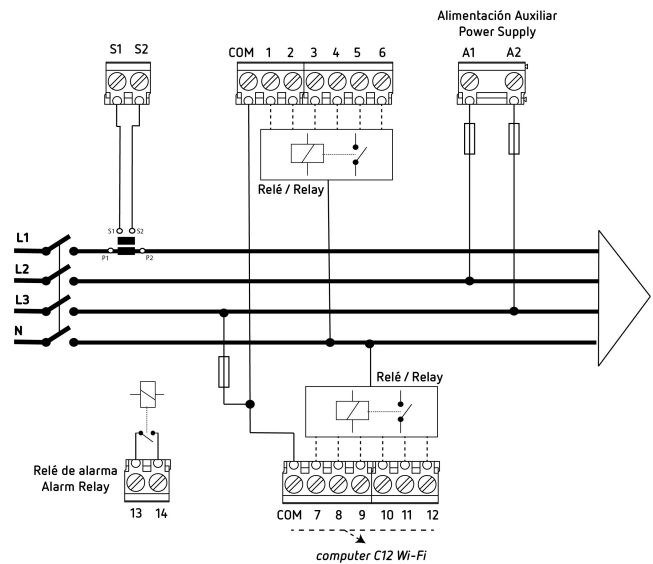 Alimentación Auxiliar
Power Supply
S1 S2
COM 1 2 3 4 5 6
A1 A2
Relé / Relay
S1 S2
L1
P1 P2
L2
L3
N
Relé / Relay
Relé de alarma
Alarm Relay
13 14
COM 7 8 9 10 11 12
computer C12 Wi-Fi